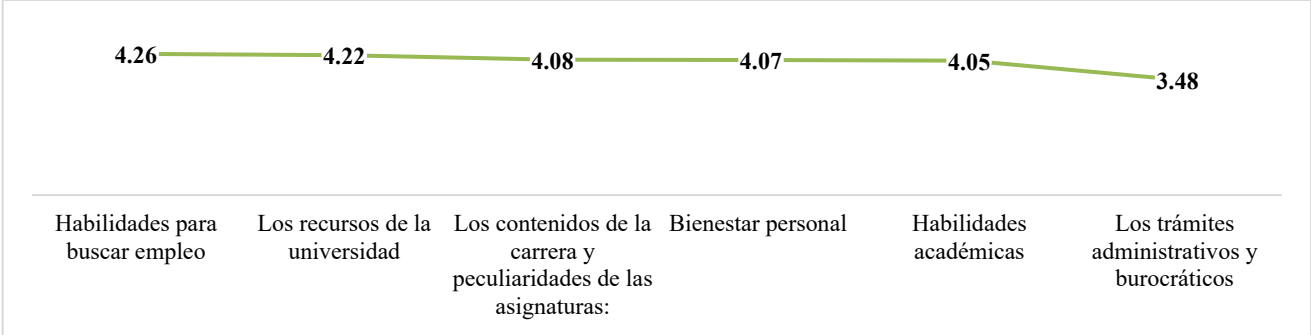 4.26 4.22 4.08 4.07 4.05 3.48
Habilidades para
buscar empleo
Los recursos de la
universidad
Los contenidos de la
carrera y
peculiaridades de las
asignaturas:
Bienestar personal
Habilidades
académicas
Los trámites
administrativos y
burocráticos